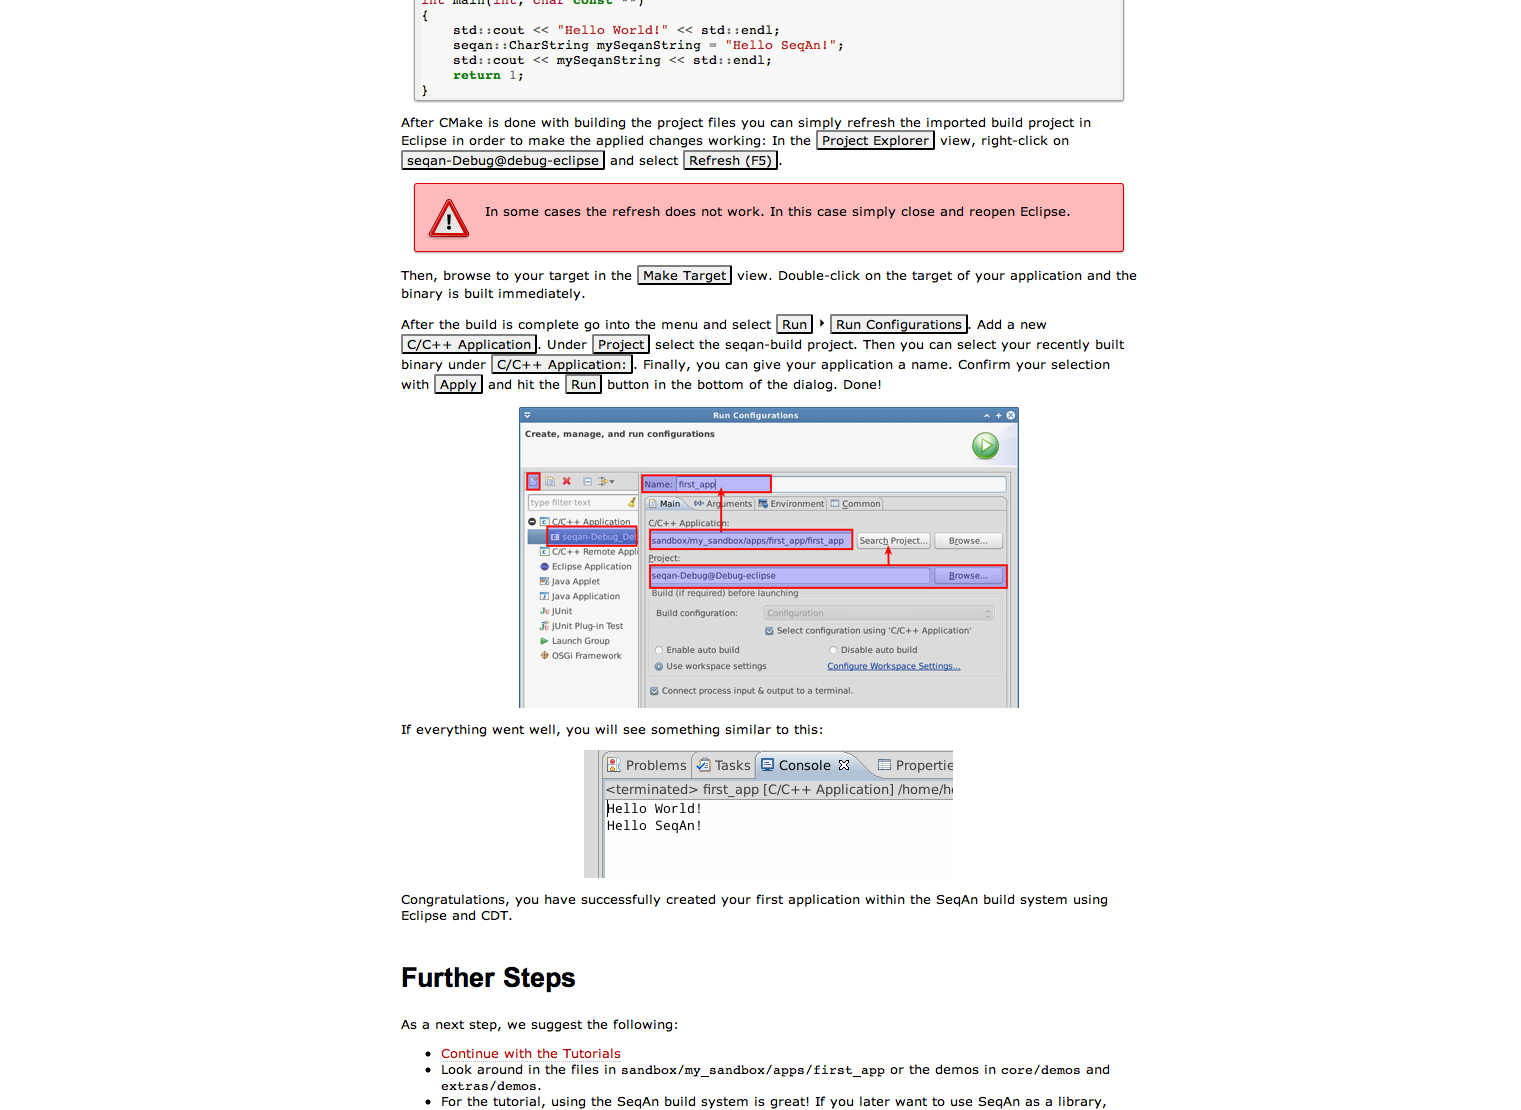 int main(int, char const **)
{
std::cout << "Hello World!" << std::endl;
seqan::CharString mySeqanString = "Hello SeqAn!";
std::cout << mySeqanString << std::endl;
return 1;
}
After CMake is done with building the project files you can simply refresh the imported build project in
Eclipse in order to make the applied changes working: In the Project Explorer view, right-click on
seqan-Debug@debug-eclipse and select Refresh (F5).
In some cases the refresh does not work. In this case simply close and reopen Eclipse.
Then, browse to your target in the Make Target view. Double-click on the target of your application and the
binary is built immediately.
After the build is complete go into the menu and select Run ‣ Run Configurations. Add a new
C/C++ Application. Under Project select the seqan-build project. Then you can select your recently built
binary under C/C++ Application:. Finally, you can give your application a name. Confirm your selection
with Apply and hit the Run button in the bottom of the dialog. Done!
Run Configurations
Create, manage, and run configurations
Name: first_app
type filter text
Main Arguments Environment Common
C/C++ Application
seqan-Debug_De
C/C++ Remote Appli
Eclipse Application
Java Applet
Java Application
JUnit
JUnit Plug-in Test
Launch Group
OSGi Framework
C/C++ Application:
sandbox/my_sandbox/apps/first_app/first_app Search Project... Browse...
Project:
seqan-Debug@Debug-eclipse Browse...
Build (if required) before launching
Build configuration: Configuration
Select configuration using 'C/C++ Application'
Enable auto build Disable auto build
Use workspace settings Configure Workspace Settings...
Connect process input & output to a terminal.
If everything went well, you will see something similar to this:
Problems Tasks Console Propertie
<terminated> first_app [C/C++ Application] /home/h
Hello World!
Hello SeqAn!
Congratulations, you have successfully created your first application within the SeqAn build system using
Eclipse and CDT.
Further Steps
As a next step, we suggest the following:
• Continue with the Tutorials
• Look around in the files in sandbox/my_sandbox/apps/first_app or the demos in core/demos and
extras/demos.
• For the tutorial, using the SeqAn build system is great! If you later want to use SeqAn as a library,